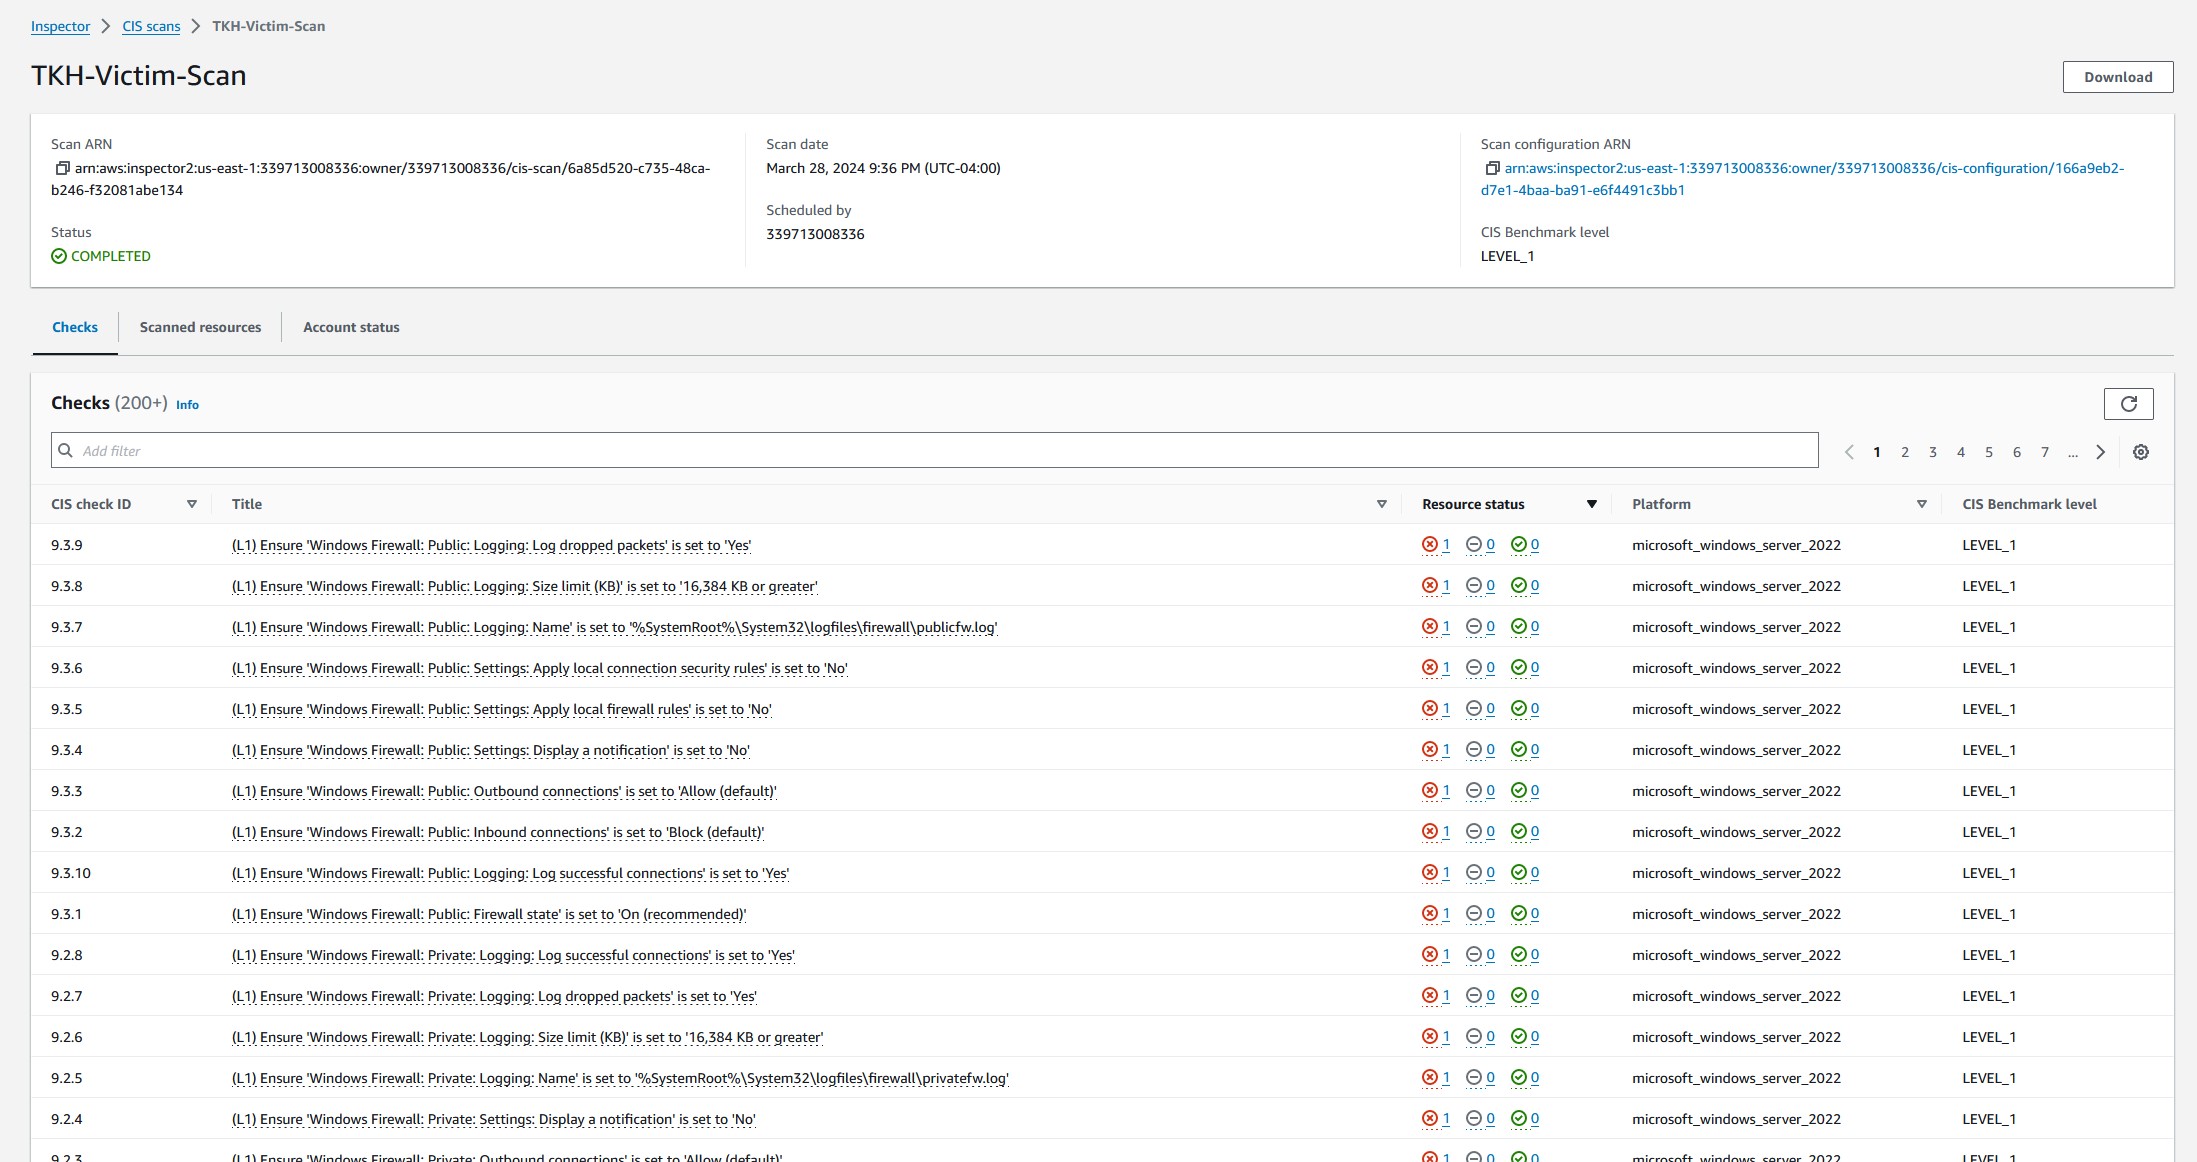 Inspector > CIS scans > TKH-Victim-Scan
TKH-Victim-Scan
Download
Scan ARN
arn:aws:inspector2:us-east-1:339713008336:owner/339713008336/cis-scan/6a85d520-c735-48ca-
b246-f32081abe134
Status
COMPLETED
Scan date
March 28, 2024 9:36 PM (UTC-04:00)
Scheduled by
339713008336
Scan configuration ARN
arn:aws:inspector2:us-east-1:339713008336:owner/339713008336/cis-configuration/166a9eb2-
d7e1-4baa-ba91-e6f4491c3bb1
CIS Benchmark level
LEVEL_1
Checks Scanned resources Account status
Checks (200+) Info
Add filter
1 2 3 4 5 6 7 ...
CIS check ID Title Resource status Platform CIS Benchmark level
9.3.9 (L1) Ensure 'Windows Firewall: Public: Logging: Log dropped packets' is set to 'Yes' 1 0 0 microsoft_windows_server_2022 LEVEL_1
9.3.8 (L1) Ensure 'Windows Firewall: Public: Logging: Size limit (KB)' is set to '16,384 KB or greater' 1 0 0 microsoft_windows_server_2022 LEVEL_1
9.3.7 (L1) Ensure 'Windows Firewall: Public: Logging: Name' is set to '%SystemRoot%\System32\logfiles\firewall\publicfw.log' 1 0 0 microsoft_windows_server_2022 LEVEL_1
9.3.6 (L1) Ensure 'Windows Firewall: Public: Settings: Apply local connection security rules' is set to 'No' 1 0 0 microsoft_windows_server_2022 LEVEL_1
9.3.5 (L1) Ensure 'Windows Firewall: Public: Settings: Apply local firewall rules' is set to 'No' 1 0 0 microsoft_windows_server_2022 LEVEL_1
9.3.4 (L1) Ensure 'Windows Firewall: Public: Settings: Display a notification' is set to 'No' 1 0 0 microsoft_windows_server_2022 LEVEL_1
9.3.3 (L1) Ensure 'Windows Firewall: Public: Outbound connections' is set to 'Allow (default)' 1 0 0 microsoft_windows_server_2022 LEVEL_1
9.3.2 (L1) Ensure 'Windows Firewall: Public: Inbound connections' is set to 'Block (default)' 1 0 0 microsoft_windows_server_2022 LEVEL_1
9.3.10 (L1) Ensure 'Windows Firewall: Public: Logging: Log successful connections' is set to 'Yes' 1 0 0 microsoft_windows_server_2022 LEVEL_1
9.3.1 (L1) Ensure 'Windows Firewall: Public: Firewall state' is set to 'On (recommended)' 1 0 0 microsoft_windows_server_2022 LEVEL_1
9.2.8 (L1) Ensure 'Windows Firewall: Private: Logging: Log successful connections' is set to 'Yes' 1 0 0 microsoft_windows_server_2022 LEVEL_1
9.2.7 (L1) Ensure 'Windows Firewall: Private: Logging: Log dropped packets' is set to 'Yes' 1 0 0 microsoft_windows_server_2022 LEVEL_1
9.2.6 (L1) Ensure 'Windows Firewall: Private: Logging: Size limit (KB)' is set to '16,384 KB or greater' 1 0 0 microsoft_windows_server_2022 LEVEL_1
9.2.5 (L1) Ensure 'Windows Firewall: Private: Logging: Name' is set to '%SystemRoot%\System32\logfiles\firewall\privatefw.log' 1 0 0 microsoft_windows_server_2022 LEVEL_1
9.2.4 (L1) Ensure 'Windows Firewall: Private: Settings: Display a notification' is set to 'No' 1 0 0 microsoft_windows_server_2022 LEVEL_1
9.2.3 (L1) Ensure 'Windows Firewall: Private: Outbound connections' is set to 'Allow (default)' 1 0 0 microsoft_windows_server_2022 LEVEL_1